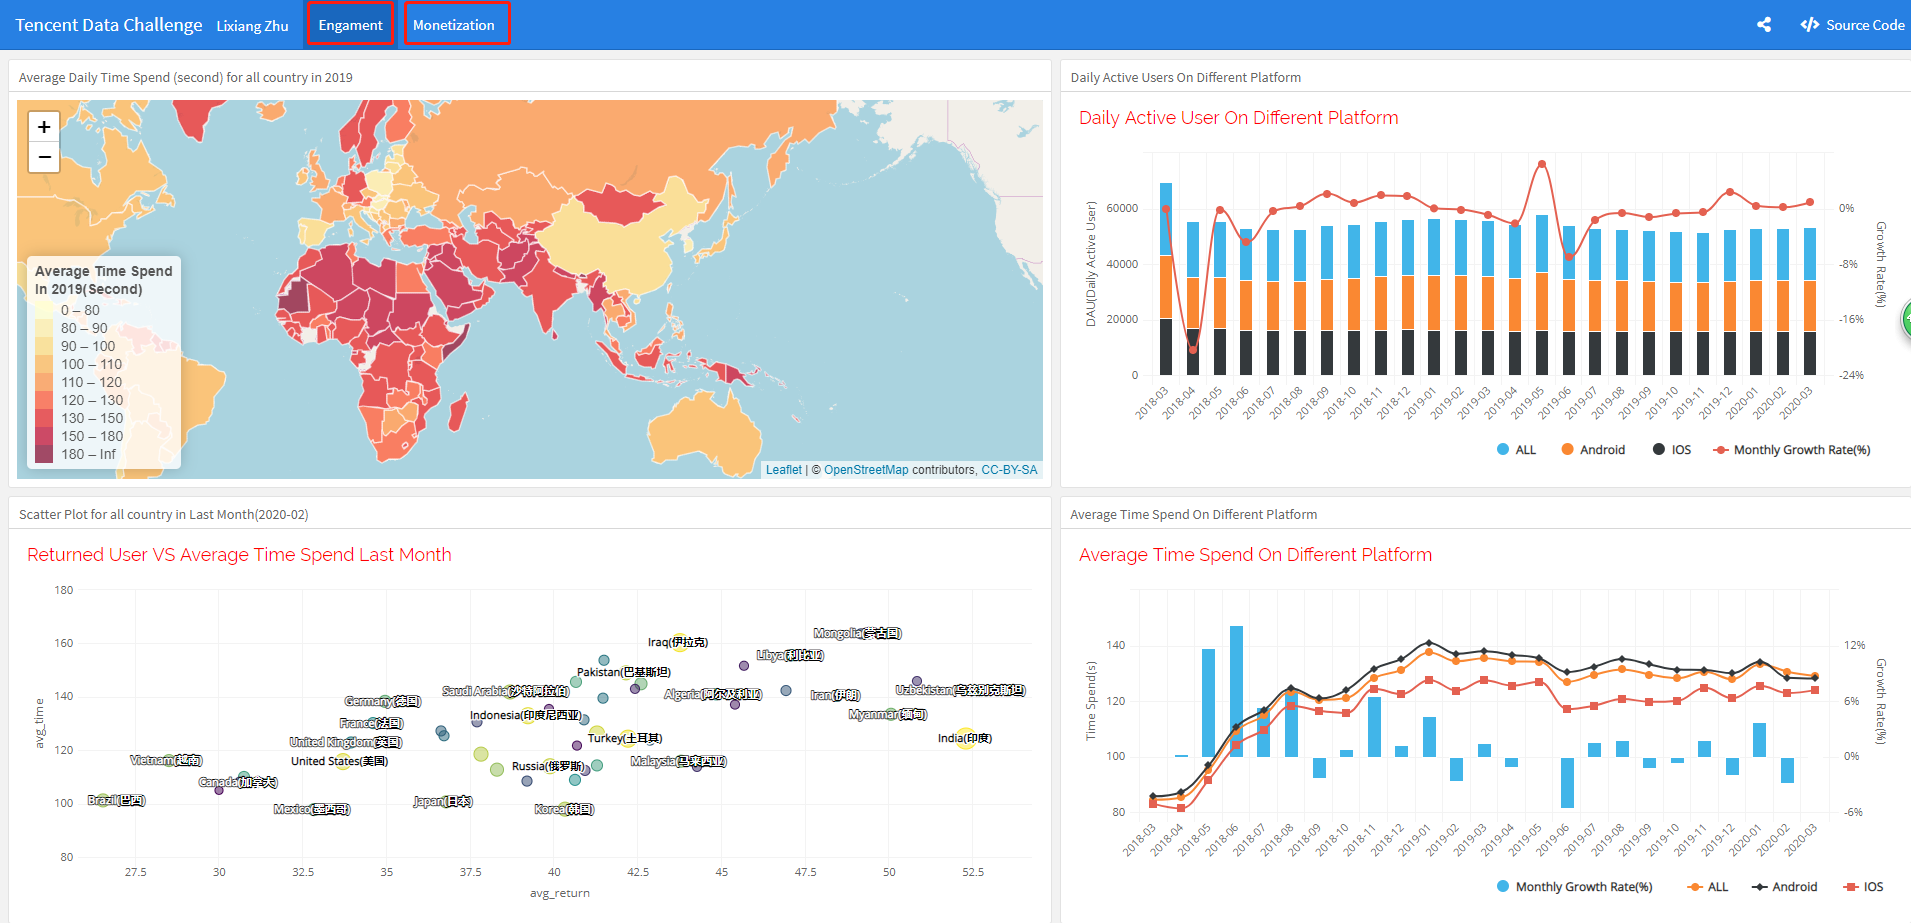 Tencent Data Challenge Lixiang Zhu Engament Monetization Source Code
Average Daily Time Spend (second) for all country in 2019
+
−
Average Time Spend
In 2019(Second)
0 – 80
80 – 90
90 – 100
100 – 110
110 – 120
120 – 130
130 – 150
150 – 180
180 – Inf
Leaflet | © OpenStreetMap contributors, CC-BY-SA
Daily Active Users On Different Platform
Daily Active User On Different Platform
DAU(Daily Active User)
60000
40000
20000
0
0%
-8%
-16%
-24%
Growth Rate(%)
2018-03 2018-04 2018-05 2018-06 2018-07 2018-08 2018-09 2018-10 2018-11 2018-12 2019-01 2019-02 2019-03 2019-04 2019-05 2019-06 2019-07 2019-08 2019-09 2019-10 2019-11 2019-12 2020-01 2020-02 2020-03
ALL Android IOS Monthly Growth Rate(%)
Scatter Plot for all country in Last Month(2020-02)
Returned User VS Average Time Spend Last Month
avg_time
180
160
140
120
100
80
Mongolia(蒙古国)
Iraq(伊拉克)
Libya(利比亚)
Pakistan(巴基斯坦)
Saudi Arabia(沙特阿拉伯)
Algeria(阿尔及利亚)
Iran(伊朗)
Uzbekistan(乌兹别克斯坦)
Germany(德国)
Indonesia(印度尼西亚)
Myanmar(缅甸)
France(法国)
United Kingdom(英国)
Turkey(土耳其)
India(印度)
Vietnam(越南)
United States(美国)
Russia(俄罗斯)
Malaysia(马来西亚)
Canada(加拿大)
Brazil(巴西)
Mexico(墨西哥)
Japan(日本)
Korea(韩国)
27.5 30 32.5 35 37.5 40 42.5 45 47.5 50 52.5
avg_return
Average Time Spend On Different Platform
Average Time Spend On Different Platform
Time Spend(s)
140
120
100
80
12%
6%
0%
-6%
Growth Rate(%)
2018-03 2018-04 2018-05 2018-06 2018-07 2018-08 2018-09 2018-10 2018-11 2018-12 2019-01 2019-02 2019-03 2019-04 2019-05 2019-06 2019-07 2019-08 2019-09 2019-10 2019-11 2019-12 2020-01 2020-02 2020-03
Monthly Growth Rate(%) ALL Android IOS